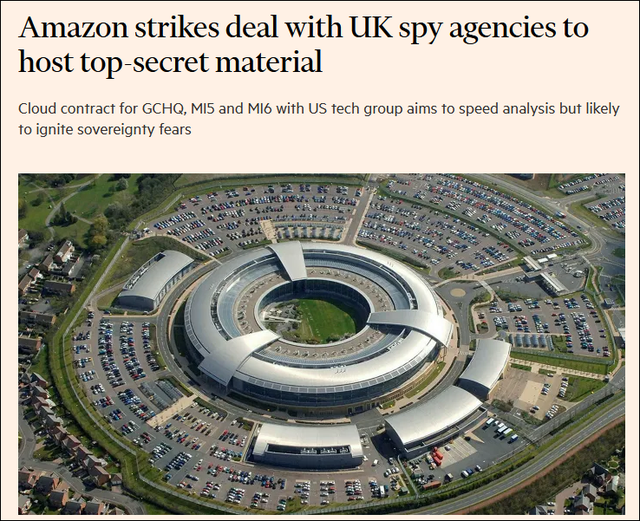 Amazon strikes deal with UK spy agencies to
host top-secret material
Cloud contract for GCHQ, MI5 and MI6 with US tech group aims to speed analysis but likely
to ignite sovereignty fears